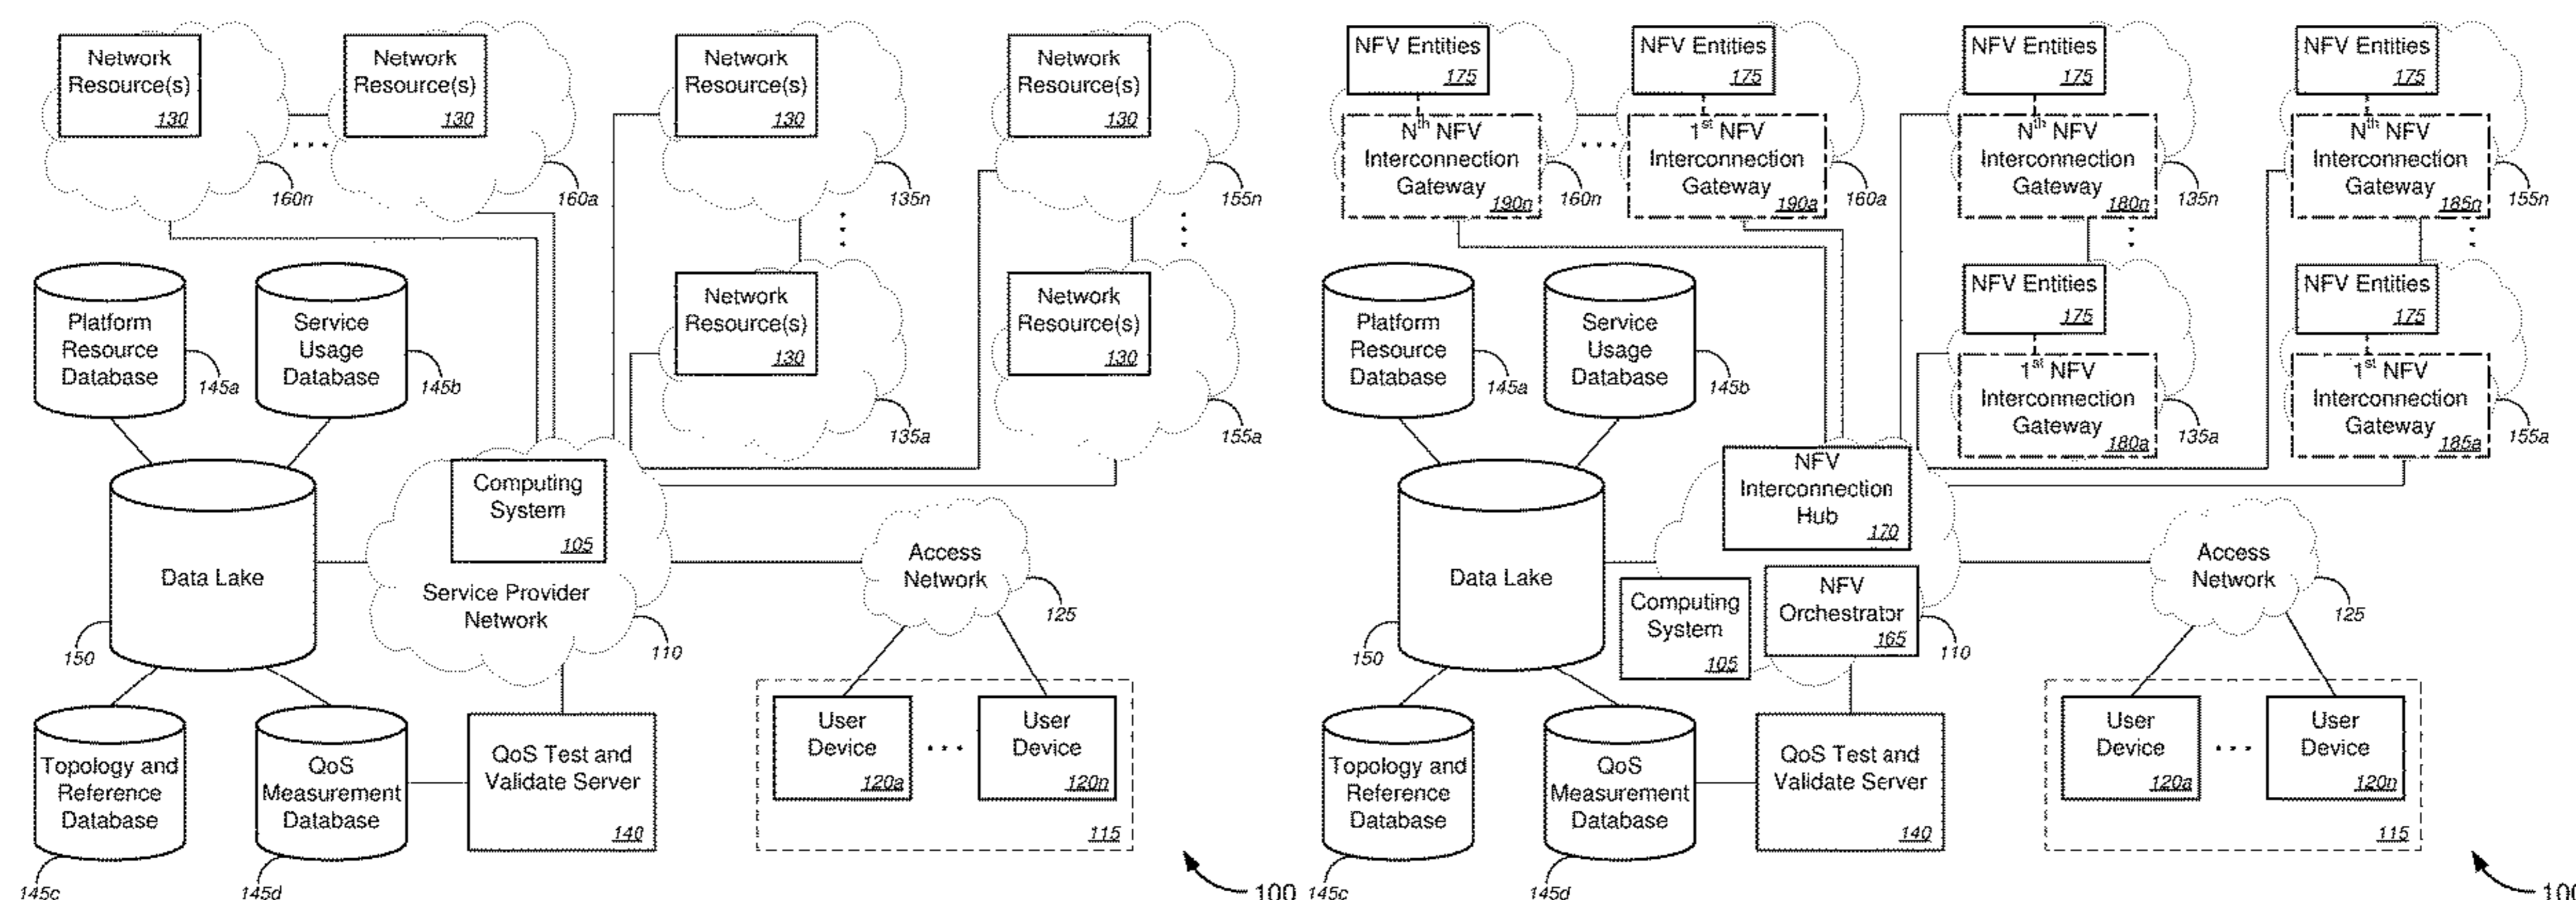 Network
Resource(s)
130
Network
Resource(s)
130
Network
Resource(s)
130
Network
Resource(s)
130
160n
160a
135n
155n
Network
Resource(s)
130
Network
Resource(s)
130
135a
155a
Platform
Resource
Database
145a
Service
Usage
Database
145b
Computing
System
105
Service Provider
Network
110
Data Lake
150
Access
Network
125
Topology and
Reference
Database
145c
QoS
Measurement
Database
145d
QoS Test and
Validate Server
140
User
Device
120a
...
User
Device
120n
115
100
NFV Entities
175
Nth NFV
Interconnection
Gateway
190n
160n
NFV Entities
175
1st NFV
Interconnection
Gateway
190a
160a
NFV Entities
175
Nth NFV
Interconnection
Gateway
180n
135n
NFV Entities
175
Nth NFV
Interconnection
Gateway
185n
155n
NFV Entities
175
1st NFV
Interconnection
Gateway
180a
135a
NFV Entities
175
1st NFV
Interconnection
Gateway
185a
155a
Platform
Resource
Database
145a
Service
Usage
Database
145b
NFV
Interconnection
Hub
170
Computing
System
105
NFV
Orchestrator
165
110
Data Lake
150
Access
Network
125
Topology and
Reference
Database
145c
QoS
Measurement
Database
145d
QoS Test and
Validate Server
140
User
Device
120a
...
User
Device
120n
115